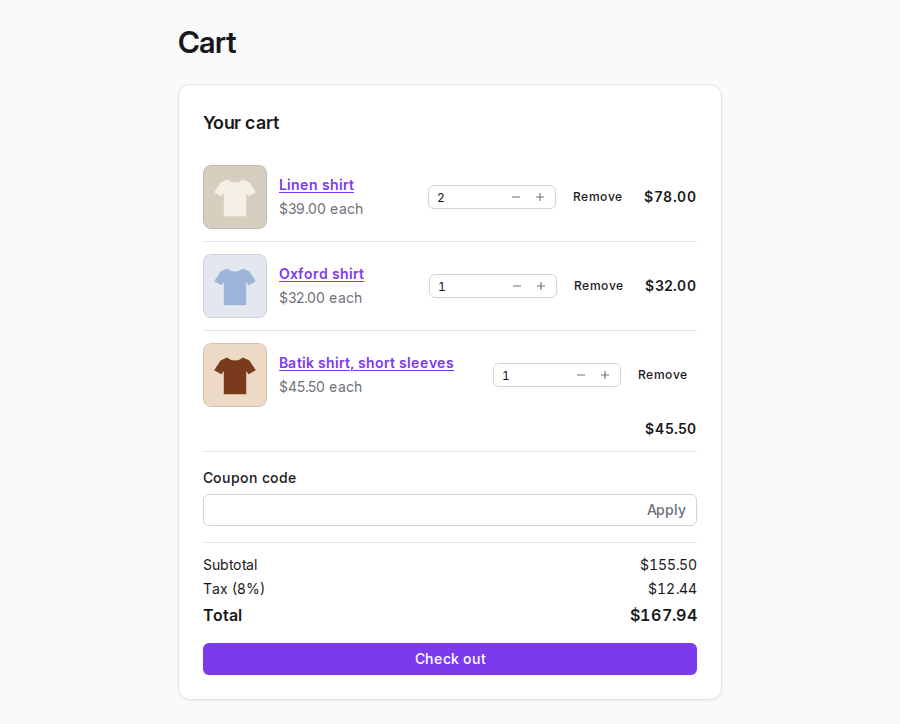 Cart
Your cart
Linen shirt
$39.00 each
2 − + Remove $78.00
Oxford shirt
$32.00 each
1 − + Remove $32.00
Batik shirt, short sleeves
$45.50 each
1 − + Remove
$45.50
Coupon code
Apply
Subtotal $155.50
Tax (8%) $12.44
Total $167.94
Check out